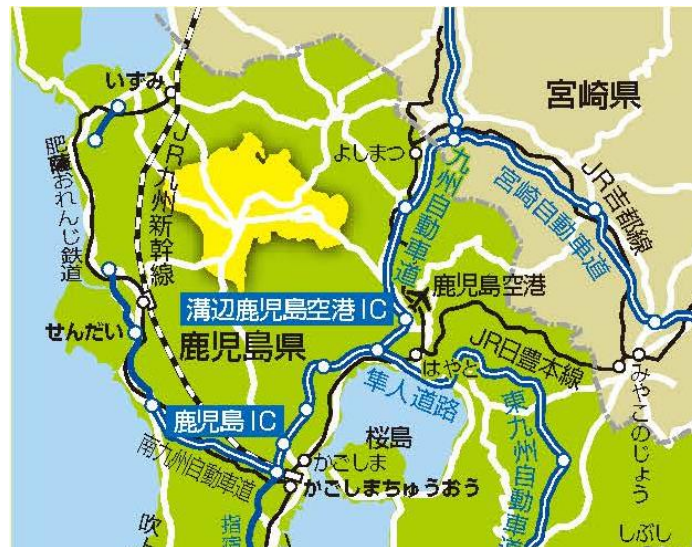 いずみ
宮崎県
よしまつ
JR九州新幹線
九州自動車道
宮崎自動車道
JR吉都線
おれんじ鉄道
鹿児島空港
溝辺鹿児島空港IC
鹿児島県
せんだい
JR日豊本線
はやと
隼人道路
みやこのじょう
鹿児島IC
桜島
東九州自動車道
南九州自動車道
かごしま
かごしまちゅうおう
しぶし